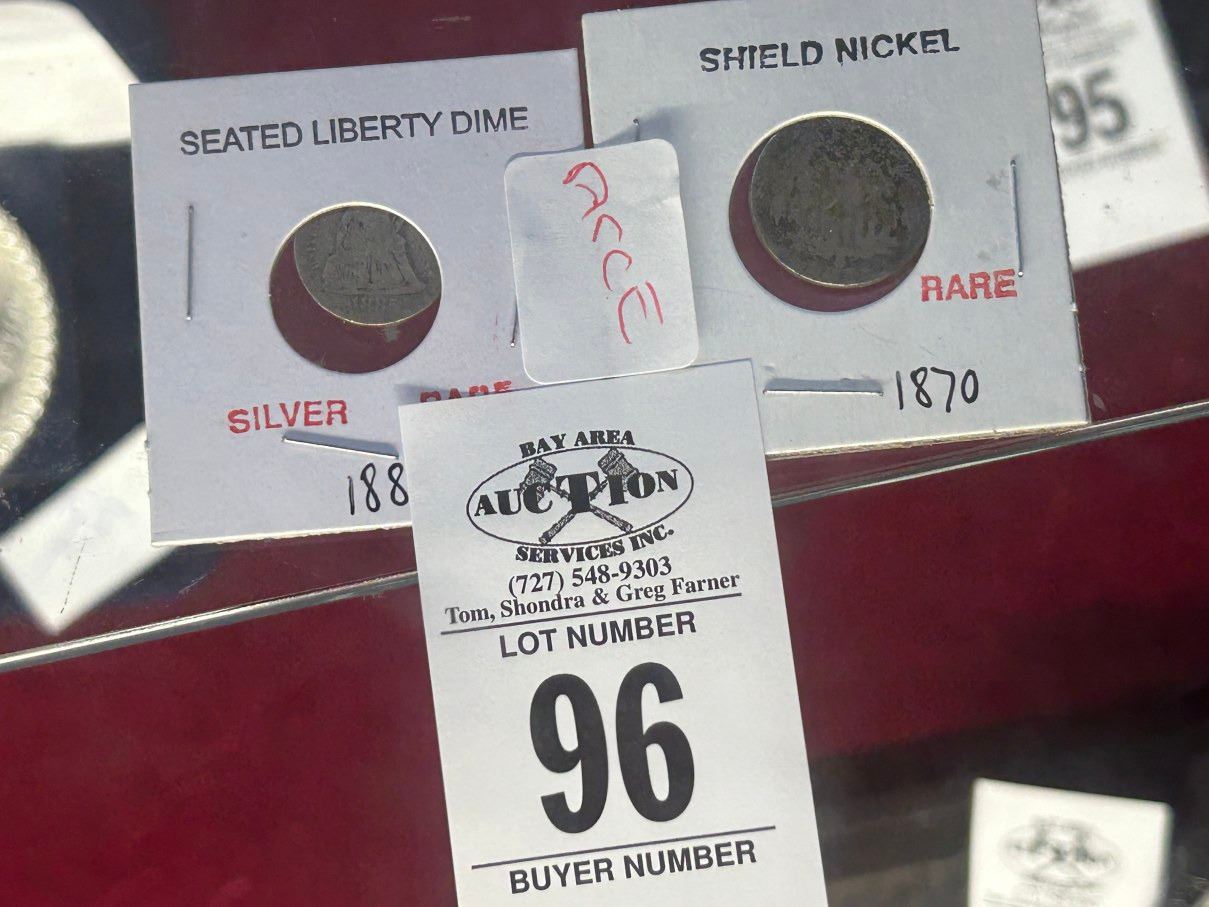 SEATED LIBERTY DIME
SILVER
188
SHIELD NICKEL
RARE
1870
95
BAY AREA
AUCTION
SERVICES INC.
(727) 548-9303
Tom, Shondra & Greg Farner
LOT NUMBER
96
BUYER NUMBER